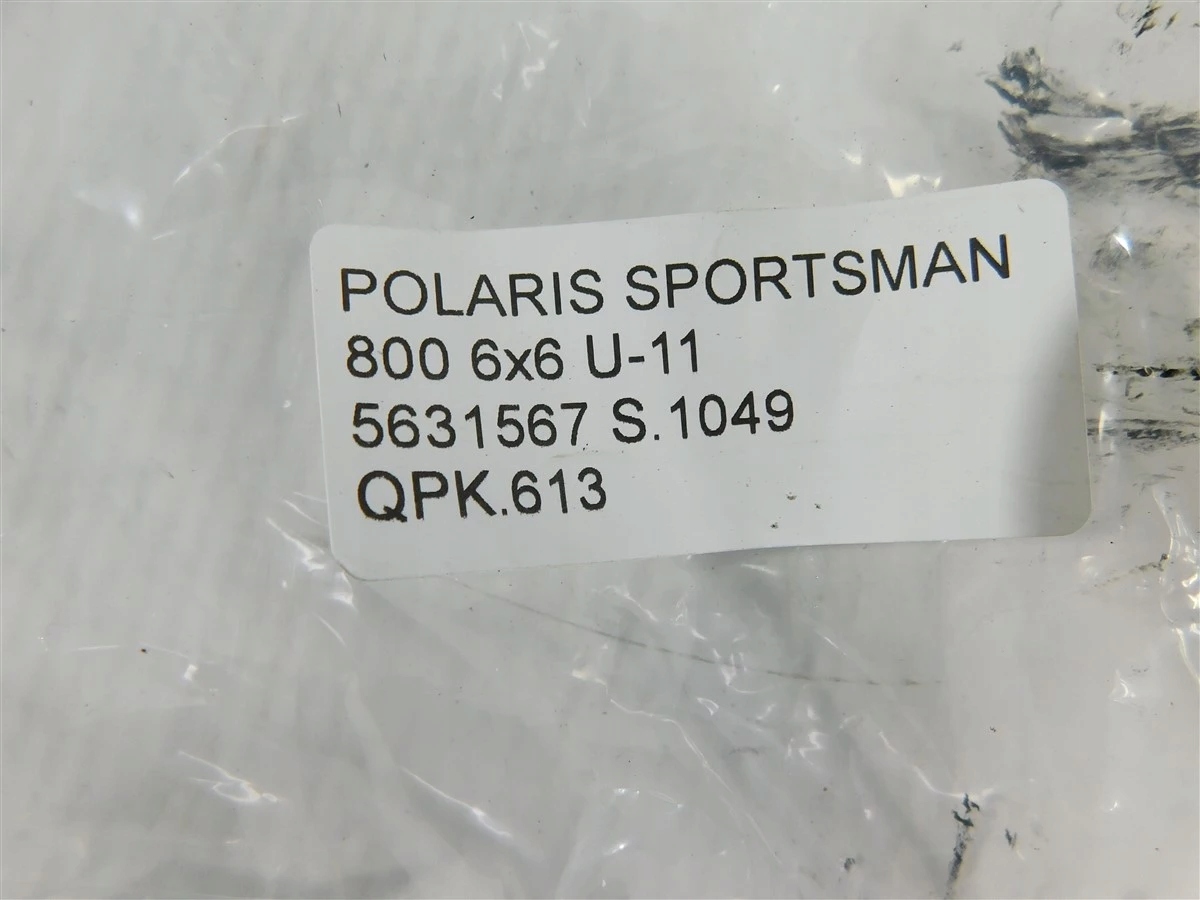 POLARIS SPORTSMAN
800 6x6 U-11
5631567 S.1049
QPK.613